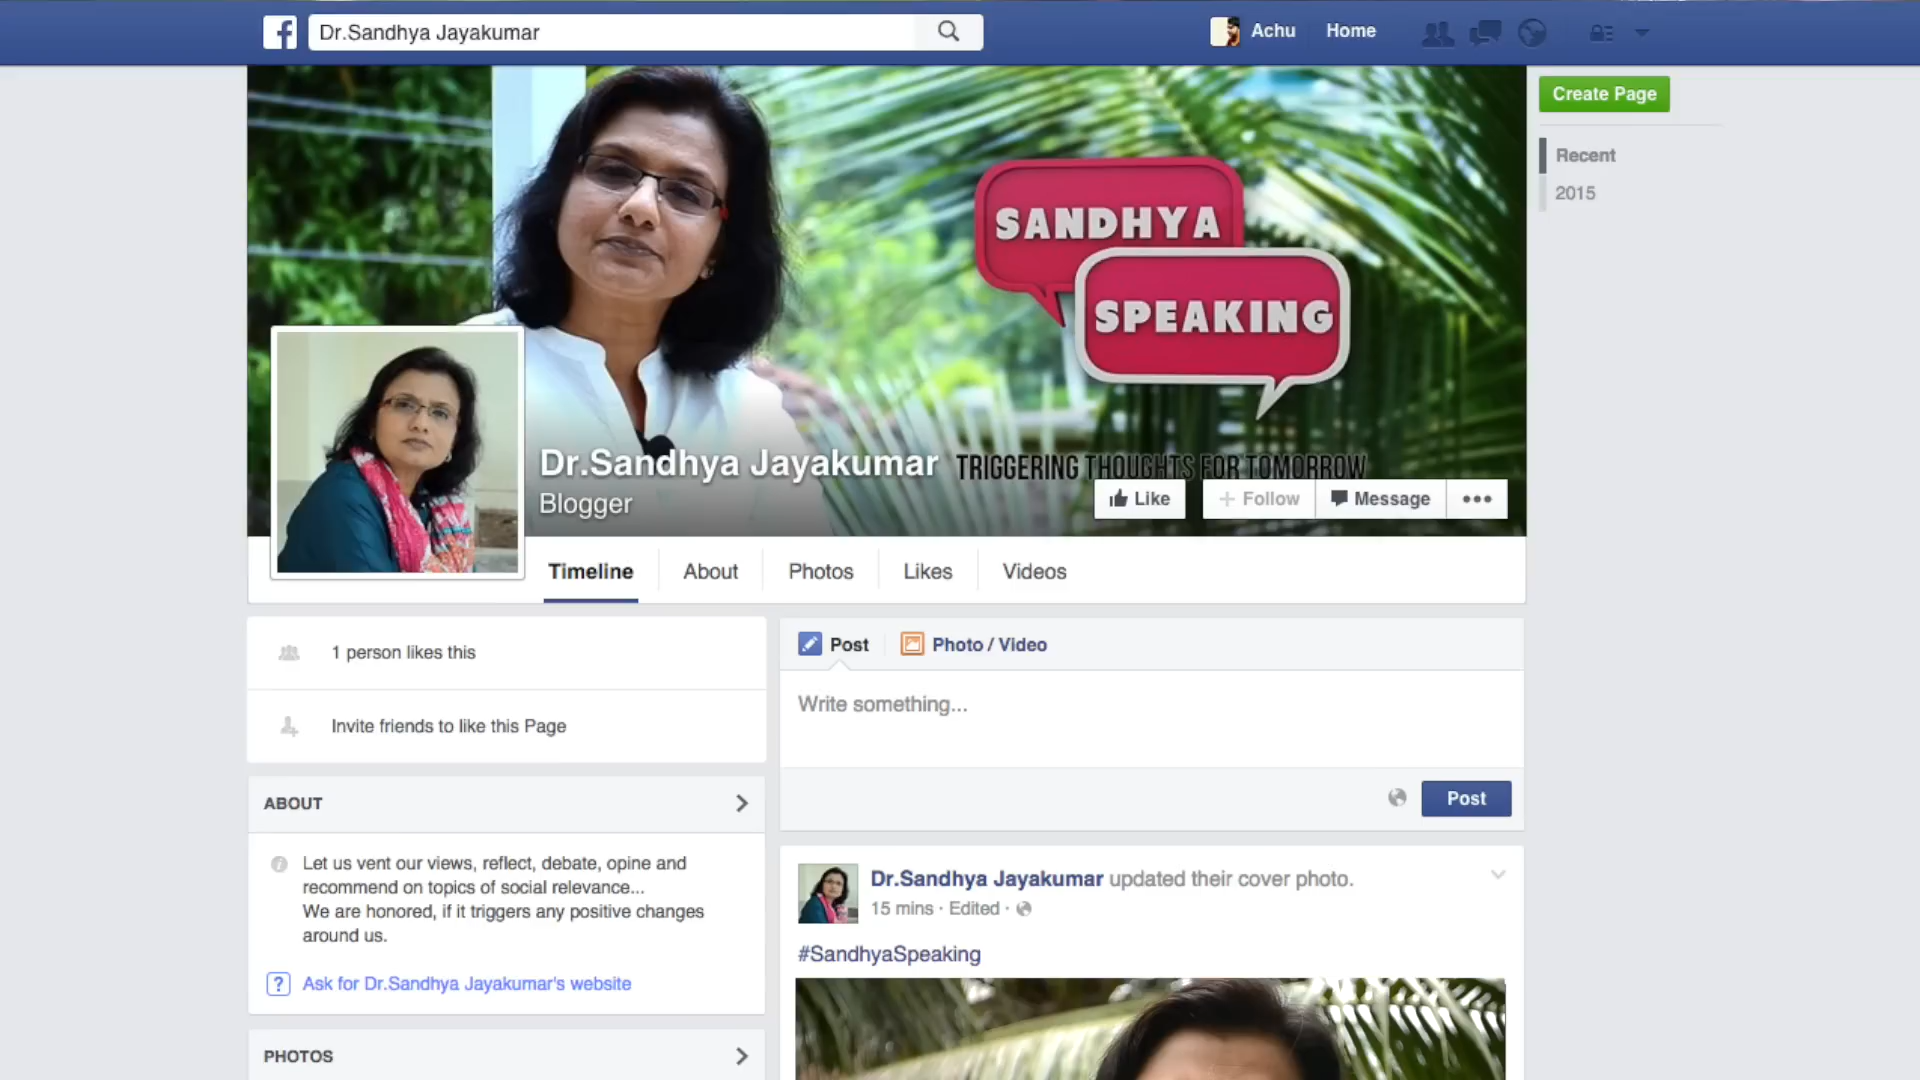 Dr.Sandhya Jayakumar
Achu
Home
Create Page
Recent
2015
SANDHYA
SPEAKING
TRIGGERING THOUGHTS FOR TOMORROW
Dr.Sandhya Jayakumar
Blogger
Like
+ Follow
Message
•••
Timeline
About
Photos
Likes
Videos
1 person likes this
Invite friends to like this Page
ABOUT
Let us vent our views, reflect, debate, opine and
recommend on topics of social relevance...
We are honored, if it triggers any positive changes
around us.
? Ask for Dr.Sandhya Jayakumar's website
PHOTOS
Post
Photo / Video
Write something...
Post
Dr.Sandhya Jayakumar updated their cover photo.
15 mins · Edited ·
#SandhyaSpeaking